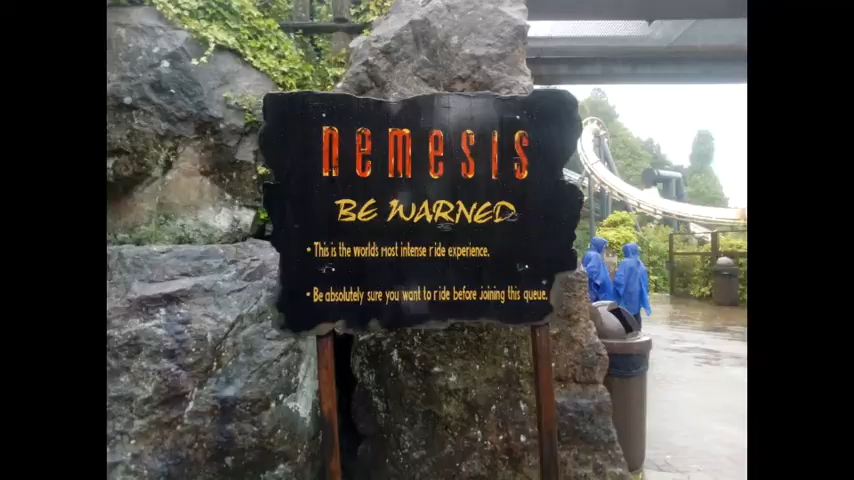 nemesis
BE WARNED
• This is the worlds most intense ride experience.
• Be absolutely sure you want to ride before joining this queue.